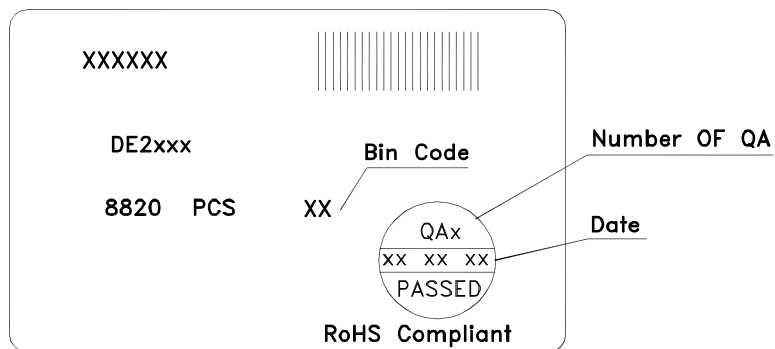 XXXXXX
DE2xxx
Bin Code
Number OF QA
8820 PCS
XX
QAx
Date
xx xx xx
PASSED
RoHS Compliant